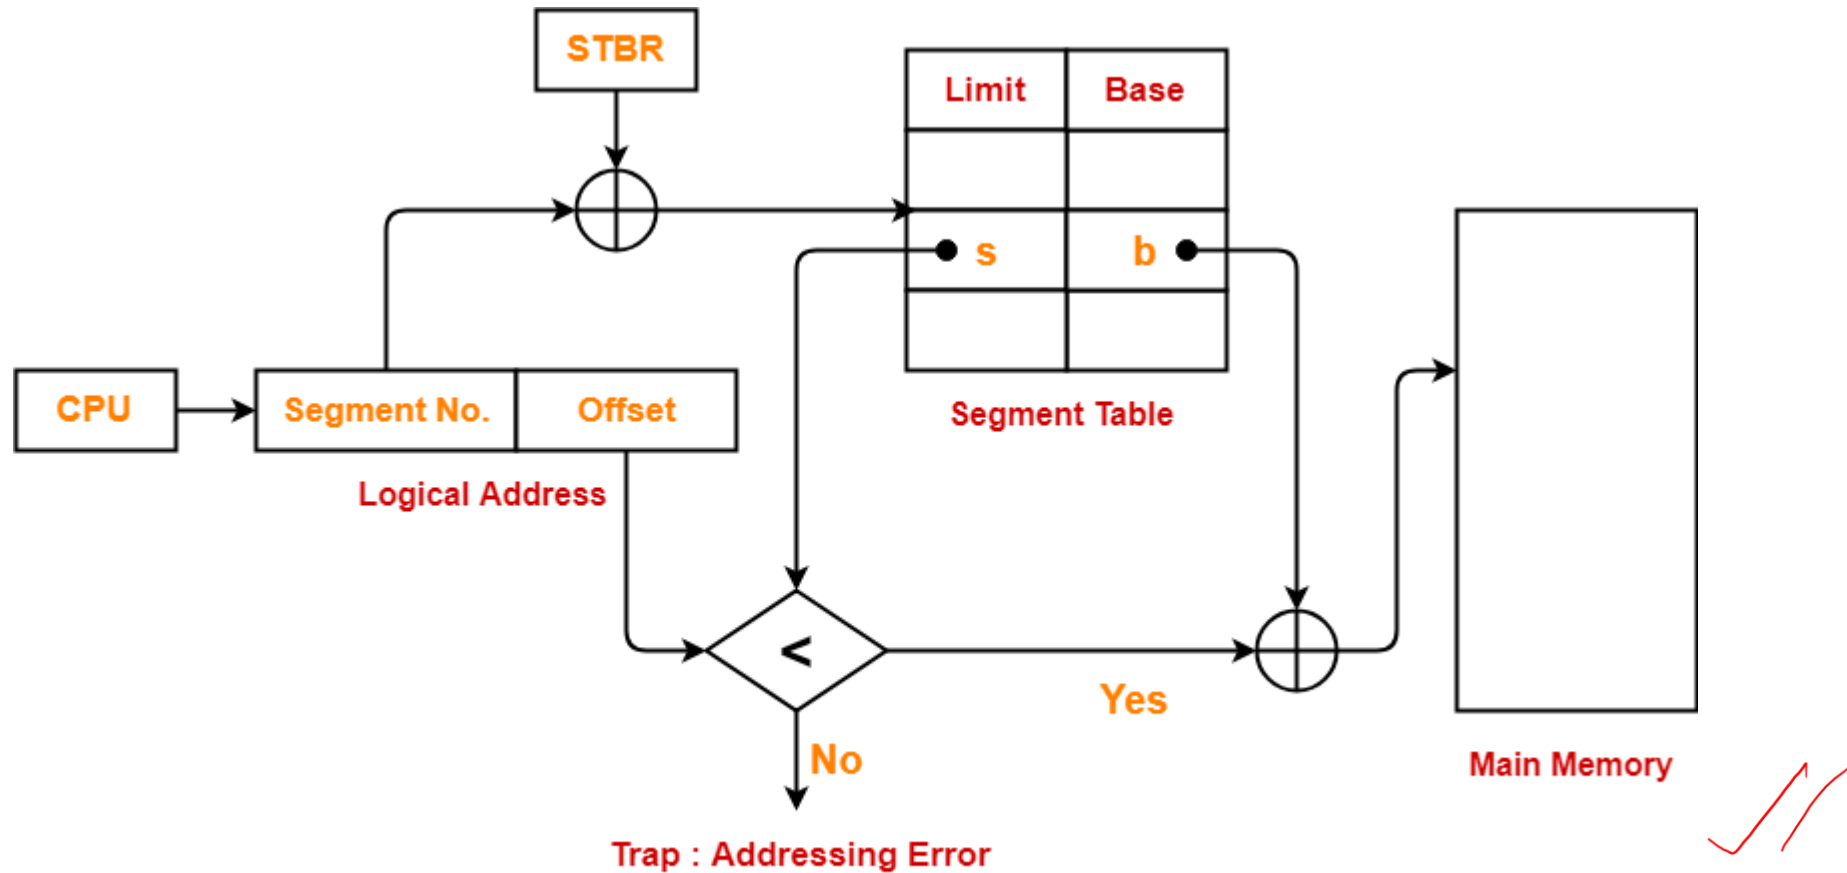 STBR
Limit Base
s b
CPU Segment No. Offset
Segment Table
Logical Address
<
Yes
No
Main Memory
Trap : Addressing Error